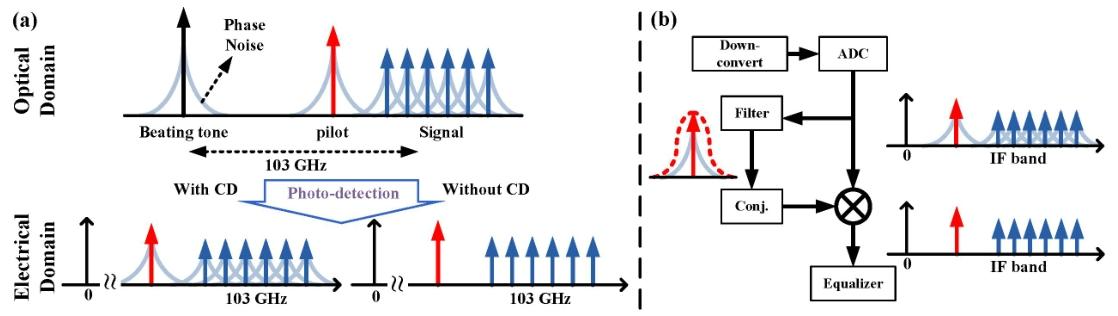 (a)
Optical
Domain
Phase
Noise
Beating tone
pilot
Signal
103 GHz
With CD
Photo-detection
Without CD
Electrical
Domain
0
103 GHz
0
103 GHz
(b)
Down-
convert
ADC
Filter
Conj.
Equalizer
0
IF band
0
IF band